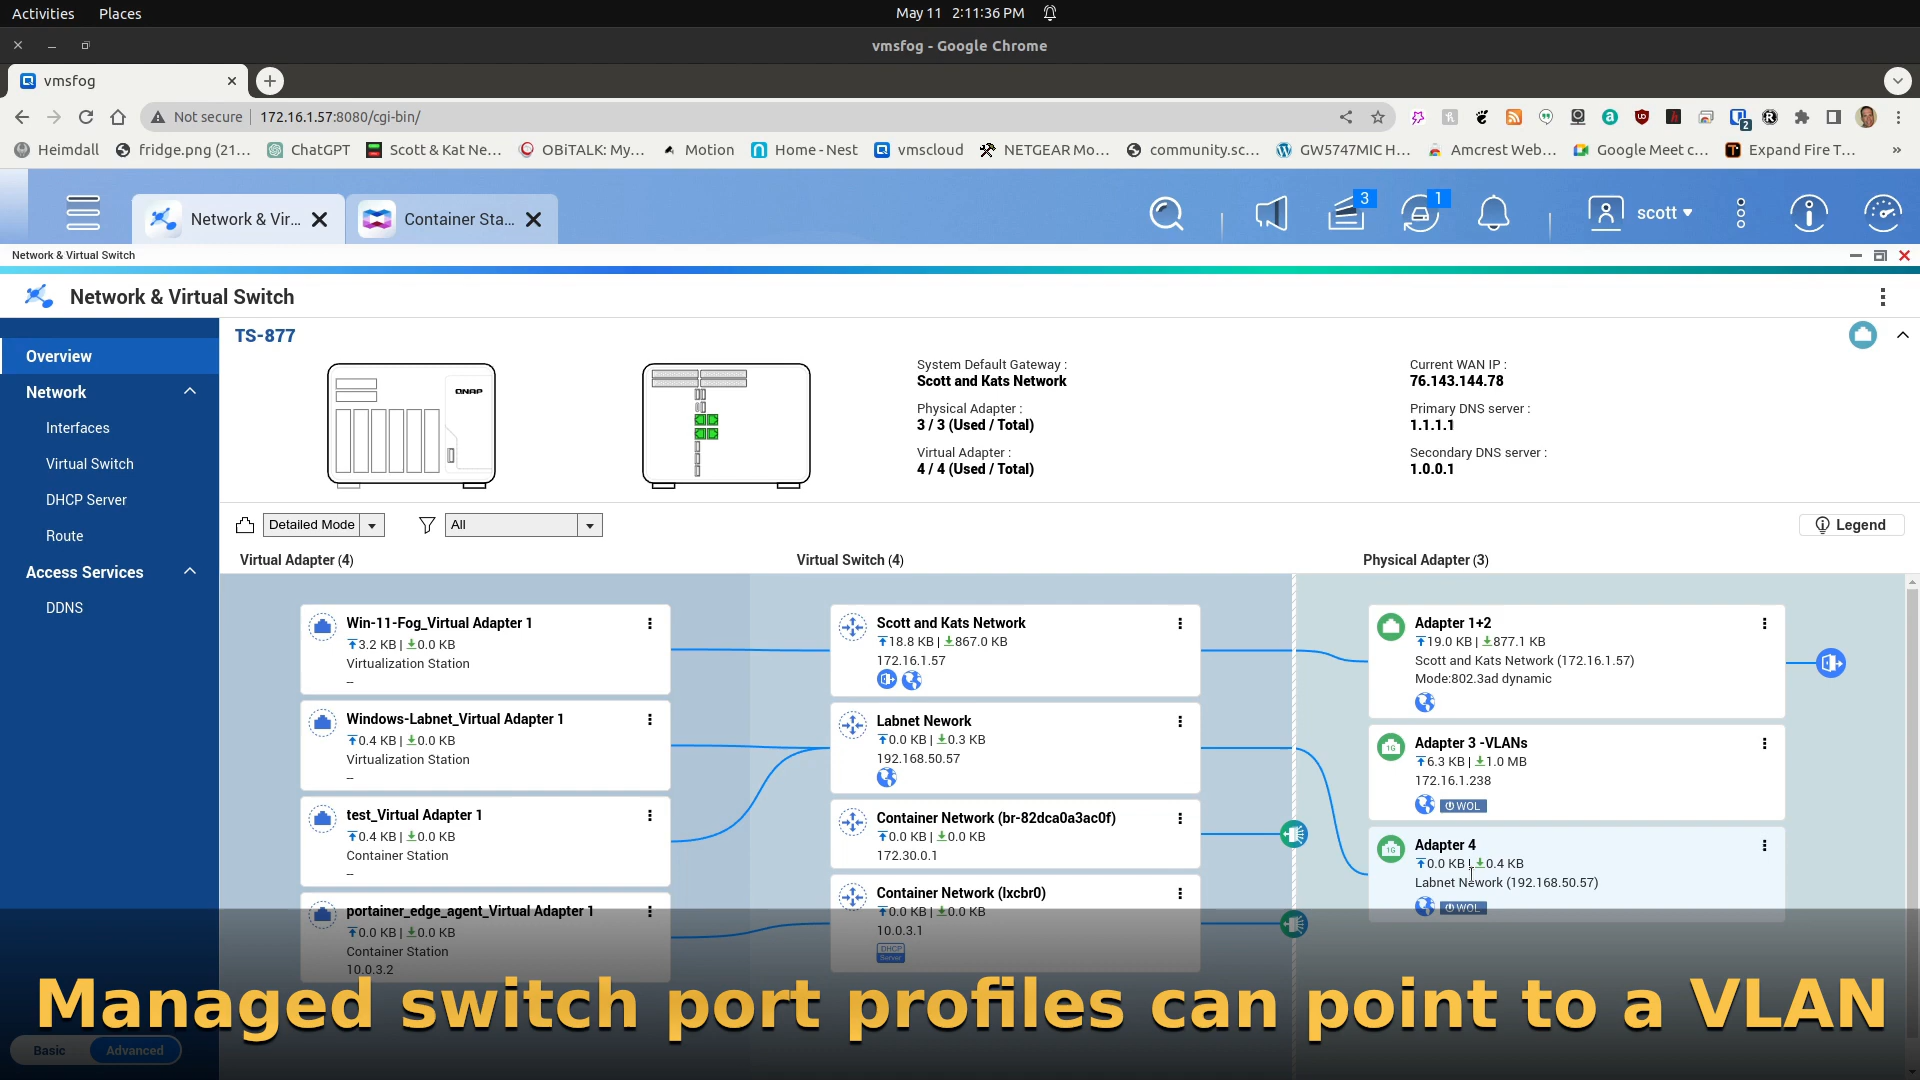 Activities Places May 11 2:11:36 PM
vmsfog - Google Chrome
vmsfog
Not secure 172.16.1.57:8080/cgi-bin/
2
Heimdall fridge.png (21... ChatGPT Scott & Kat Ne... OBiTALK: My... Motion Home - Nest vmscloud NETGEAR Mo... community.sc... GW5747MIC H... Amcrest Web... Google Meet c... Expand Fire T... »
Network & Vir... Container Sta... 3 1 scott
Network & Virtual Switch
Network & Virtual Switch
Overview
Network
Interfaces
Virtual Switch
DHCP Server
Route
Access Services
DDNS
Basic Advanced
TS-877
QNAP
System Default Gateway :
Scott and Kats Network
Physical Adapter :
3 / 3 (Used / Total)
Virtual Adapter :
4 / 4 (Used / Total)
Current WAN IP :
76.143.144.78
Primary DNS server :
1.1.1.1
Secondary DNS server :
1.0.0.1
Detailed Mode All Legend
Virtual Adapter (4) Virtual Switch (4) Physical Adapter (3)
Win-11-Fog_Virtual Adapter 1
3.2 KB | 0.0 KB
Virtualization Station
--
Windows-Labnet_Virtual Adapter 1
0.4 KB | 0.0 KB
Virtualization Station
--
test_Virtual Adapter 1
0.4 KB | 0.0 KB
Container Station
--
portainer_edge_agent_Virtual Adapter 1
0.0 KB | 0.0 KB
Container Station
10.0.3.2
Scott and Kats Network
18.8 KB | 867.0 KB
172.16.1.57
Labnet Nework
0.0 KB | 0.3 KB
192.168.50.57
Container Network (br-82dca0a3ac0f)
0.0 KB | 0.0 KB
172.30.0.1
Container Network (lxcbr0)
0.0 KB | 0.0 KB
10.0.3.1
DHCP
Server
Adapter 1+2
19.0 KB | 877.1 KB
Scott and Kats Network (172.16.1.57)
Mode:802.3ad dynamic
Adapter 3 -VLANs
1G
6.3 KB | 1.0 MB
172.16.1.238
WOL
Adapter 4
1G
0.0 KB | 0.4 KB
Labnet Nework (192.168.50.57)
WOL
Managed switch port profiles can point to a VLAN